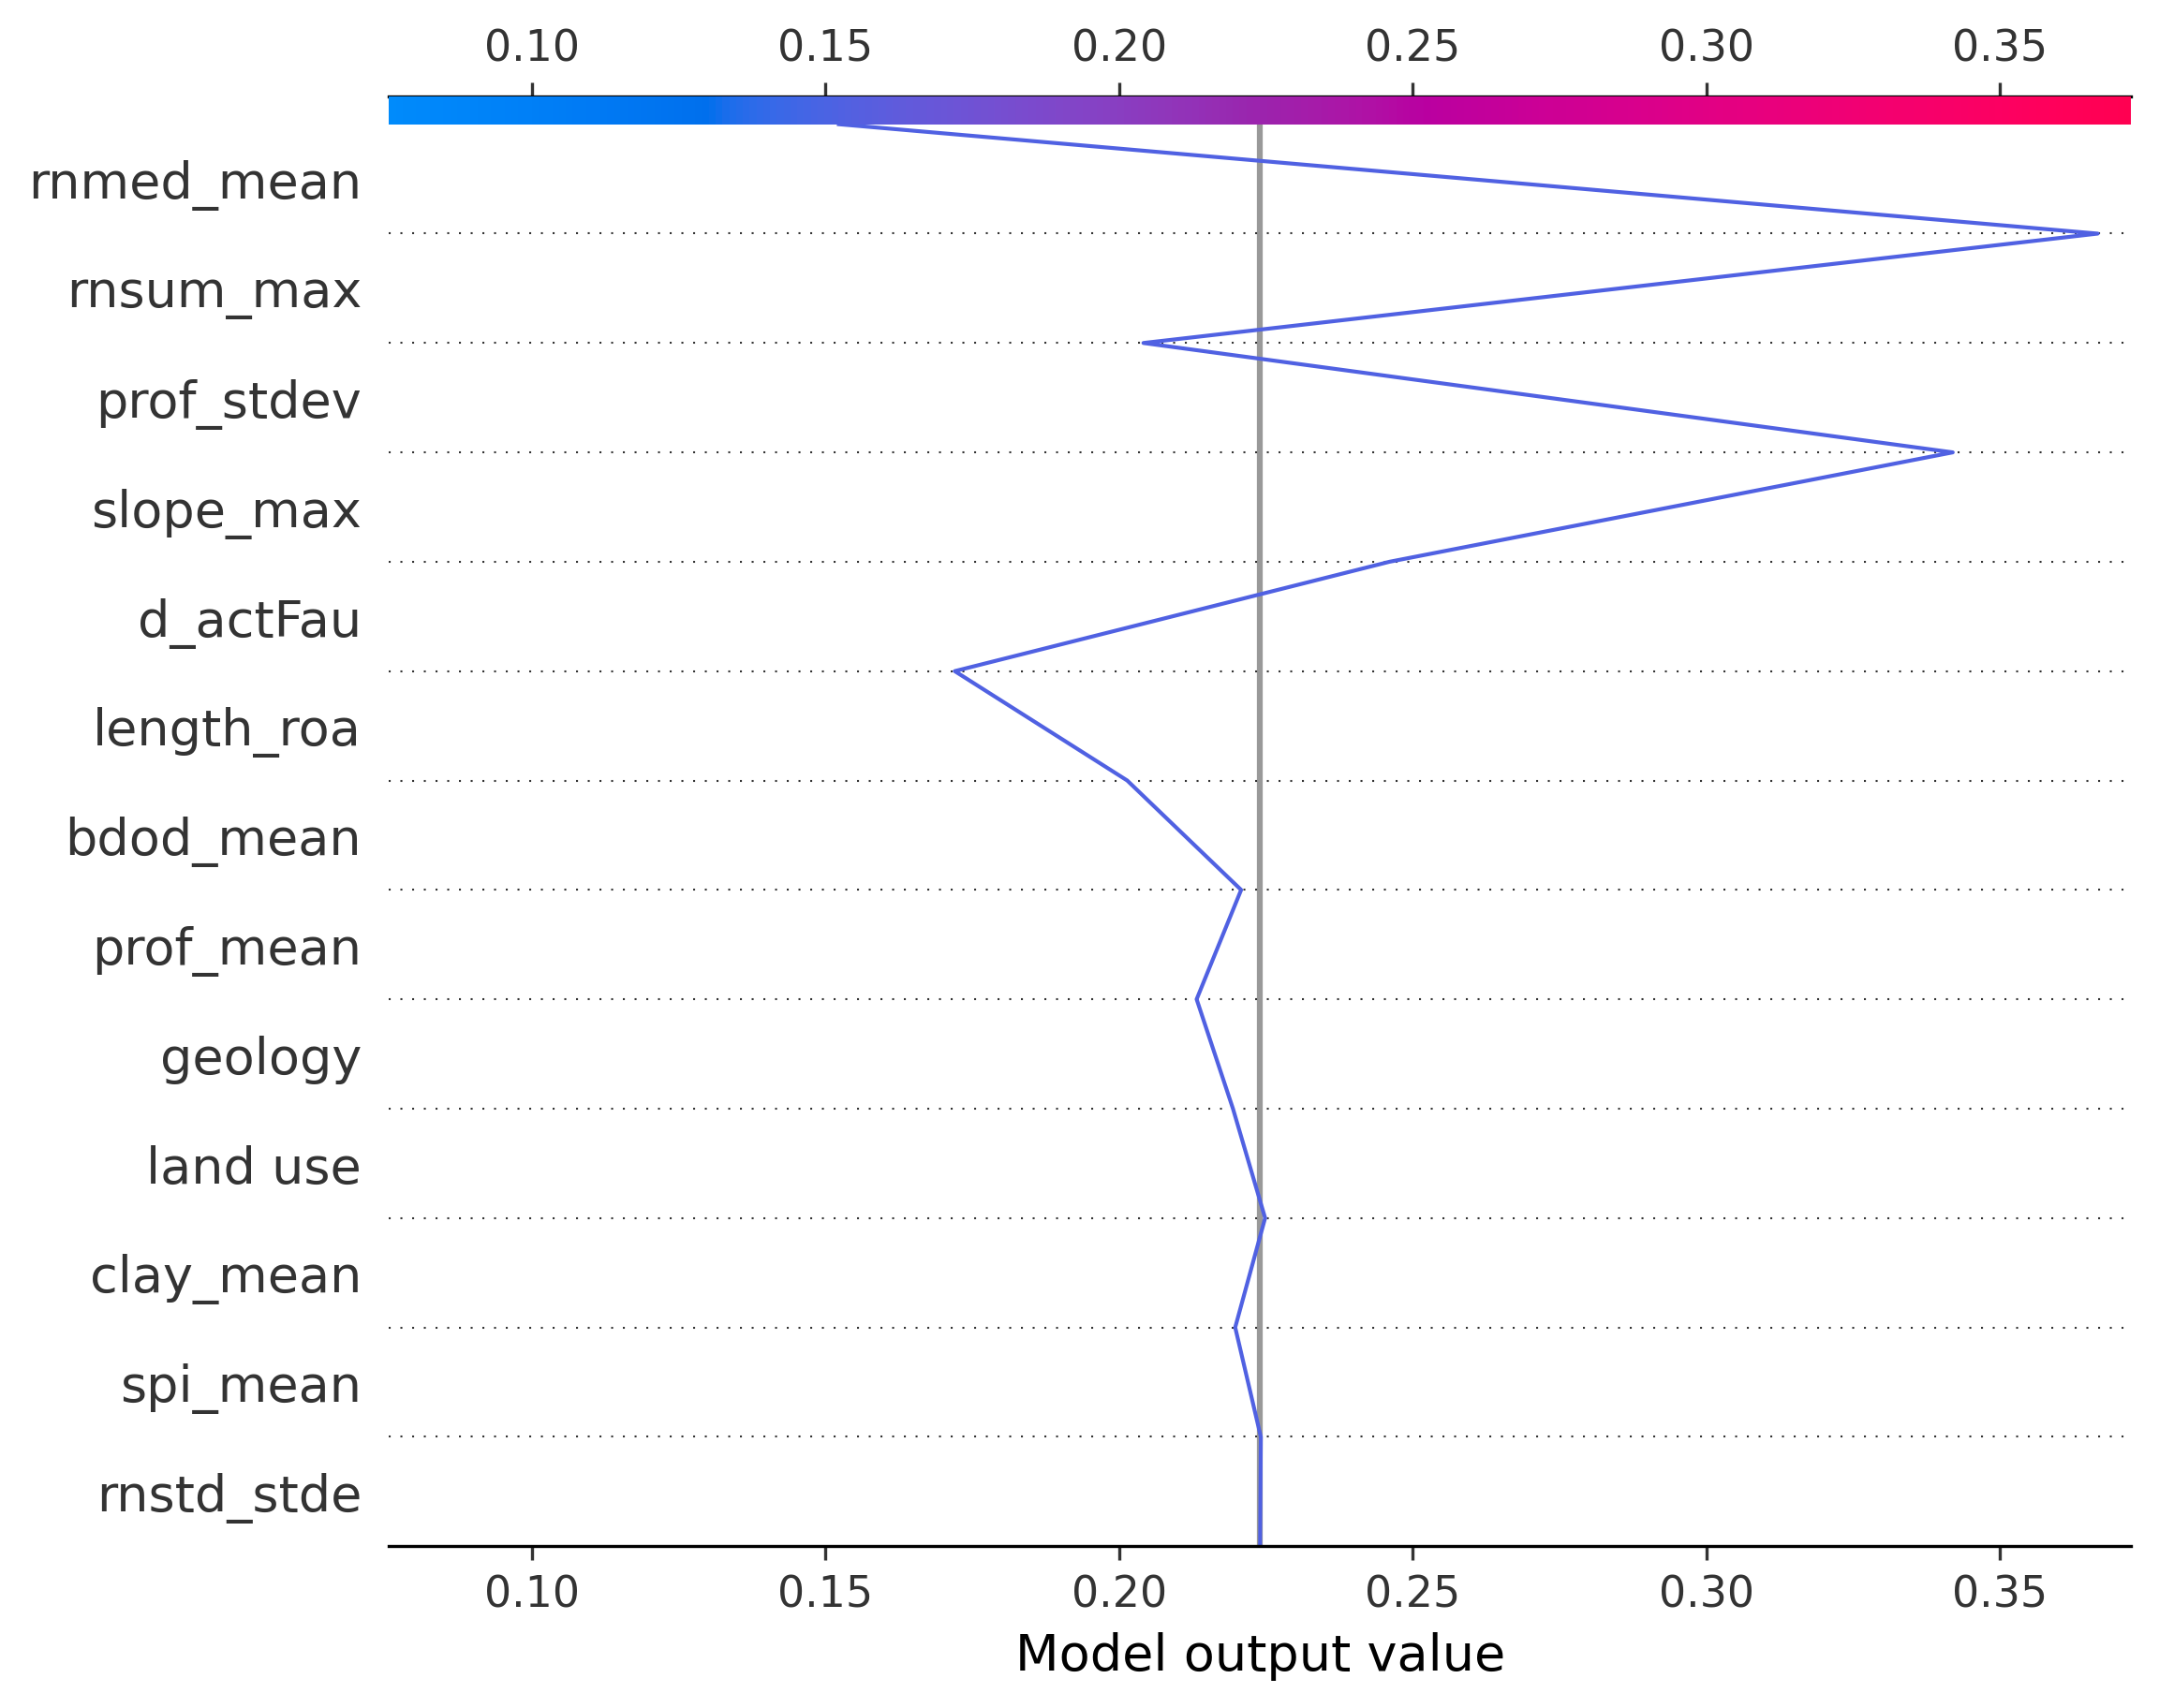 0.10 0.15 0.20 0.25 0.30 0.35
rnmed_mean
rnsum_max
prof_stdev
slope_max
d_actFau
length_roa
bdod_mean
prof_mean
geology
land use
clay_mean
spi_mean
rnstd_stde
0.10 0.15 0.20 0.25 0.30 0.35
Model output value